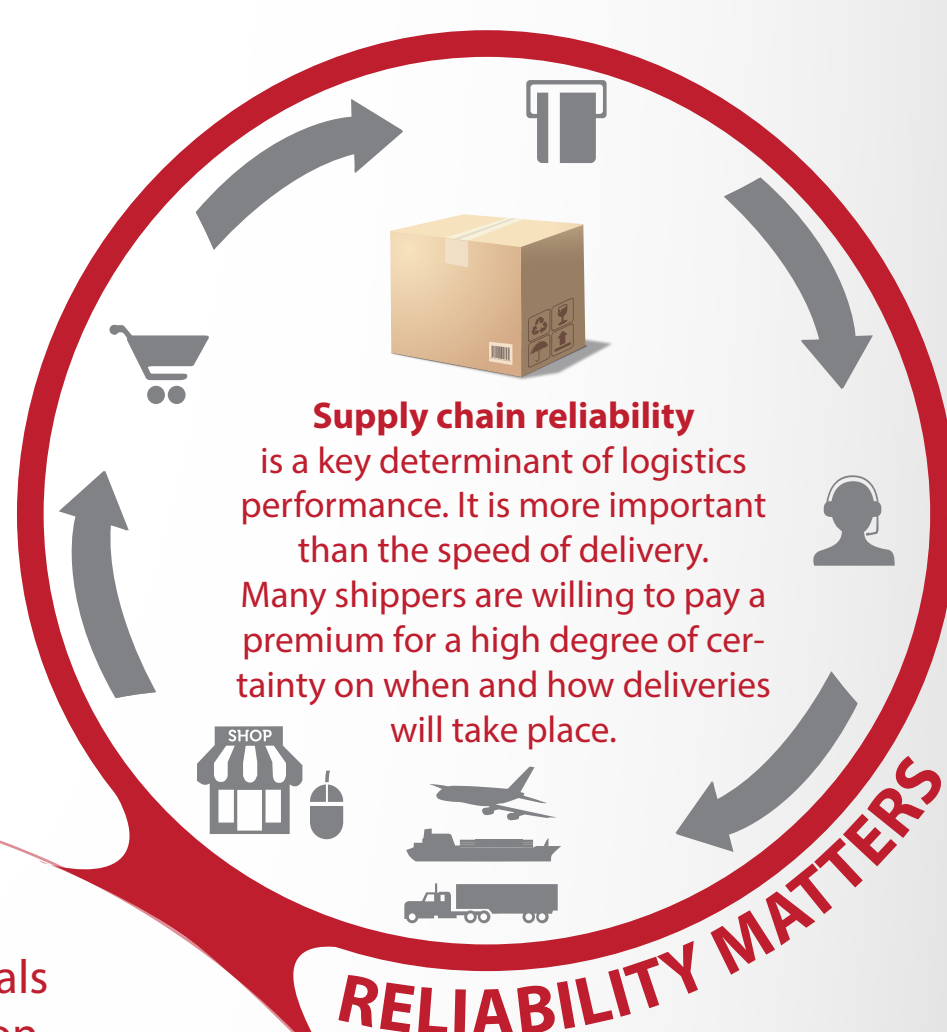 Supply chain reliability
is a key determinant of logistics
performance. It is more important
than the speed of delivery.
Many shippers are willing to pay a
premium for a high degree of cer-
tainty on when and how deliveries
will take place.
SHOP
RELIABILITY MATTERS